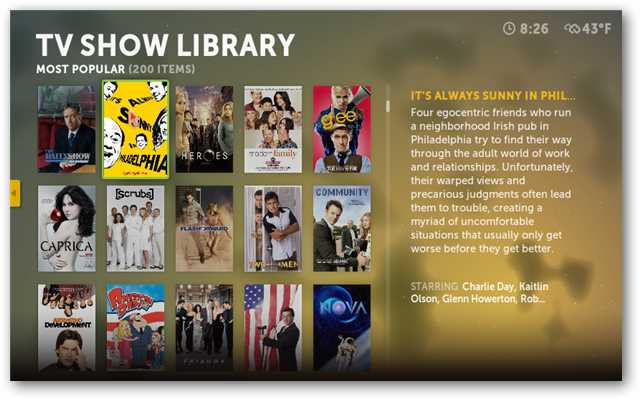 TV SHOW LIBRARY
8:26
43°F
MOST POPULAR (200 ITEMS)
THE DAILY SHOW
IT'S ALWAYS SUNNY IN PHILADELPHIA
HEROES
modern family
glee
CAPRICA
[scrubs]
FLASHFORWARD
TWO MEN
COMMUNITY
ARRESTED DEVELOPMENT
AMERICAN DAD!
FRIENDS
NOVA
IT'S ALWAYS SUNNY IN PHIL...
Four egocentric friends who run
a neighborhood Irish pub in
Philadelphia try to find their way
through the adult world of work
and relationships. Unfortunately,
their warped views and
precarious judgments often lead
them to trouble, creating a
myriad of uncomfortable
situations that usually only get
worse before they get better.
STARRING Charlie Day, Kaitlin
Olson, Glenn Howerton, Rob...